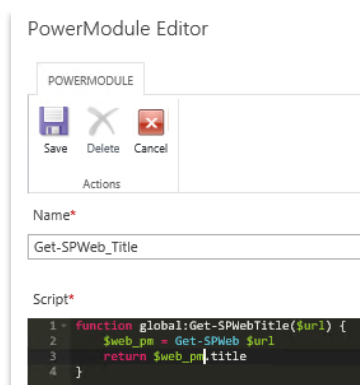 PowerModule Editor
POWERMODULE
Save Delete Cancel
Actions
Name*
Get-SPWeb_Title
Script*
1 function global:Get-SPWebTitle($url) {
2 $web_pm = Get-SPWeb $url
3 return $web_pm.title
4 }